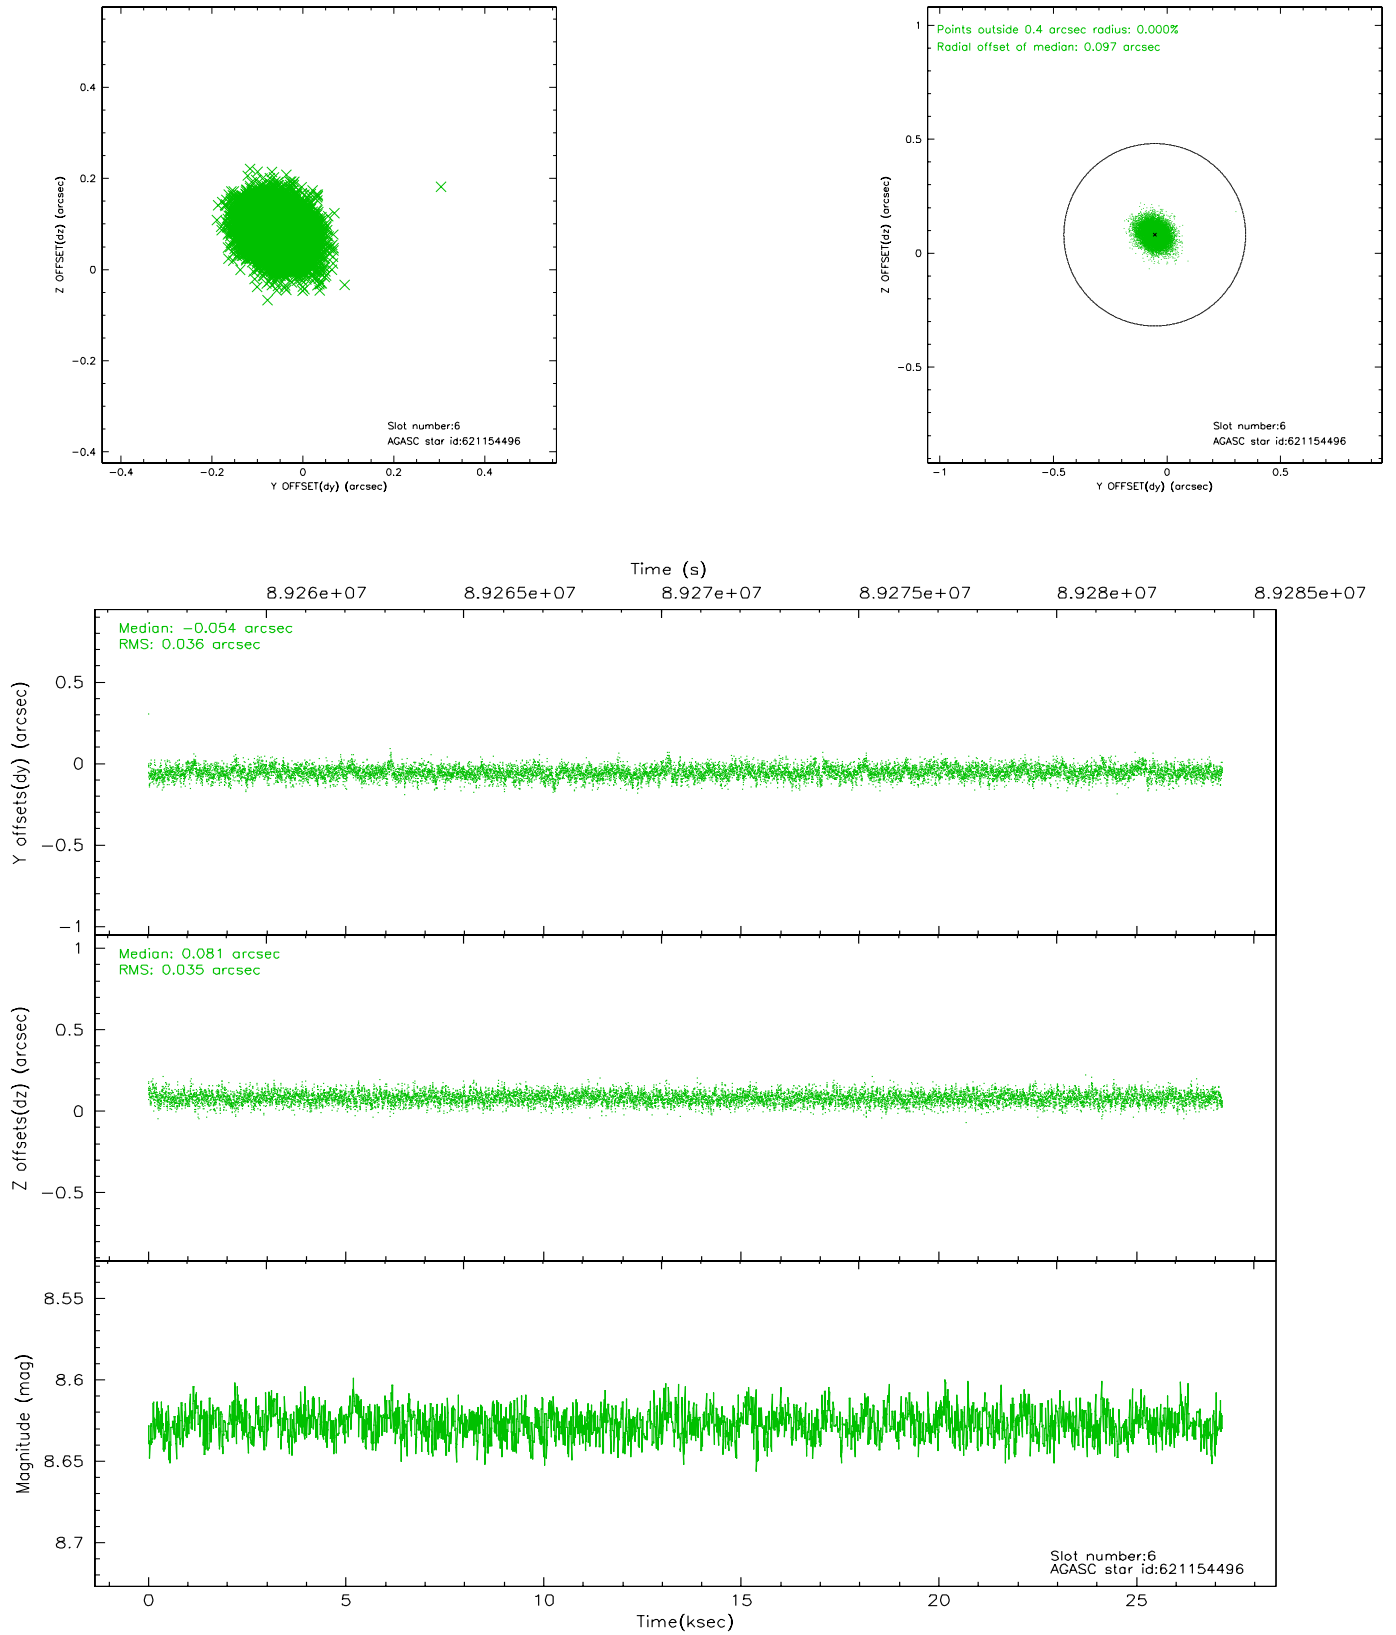 0.4
0.2
0
−0.2
−0.4
Z OFFSET(dz) (arcsec)
Slot number:6
AGASC star id:621154496
−0.4
−0.2
0
0.2
0.4
Y OFFSET(dy) (arcsec)
Points outside 0.4 arcsec radius: 0.000%
Radial offset of median: 0.097 arcsec
1
0.5
0
−0.5
Z OFFSET(dz) (arcsec)
Slot number:6
AGASC star id:621154496
−1
−0.5
0
0.5
Y OFFSET(dy) (arcsec)
Time (s)
8.926e+07
8.9265e+07
8.927e+07
8.9275e+07
8.928e+07
8.9285e+07
Median: −0.054 arcsec
RMS: 0.036 arcsec
0.5
0
−0.5
−1
Y offsets(dy) (arcsec)
Median: 0.081 arcsec
RMS: 0.035 arcsec
1
0.5
0
−0.5
Z offsets(dz) (arcsec)
8.55
8.6
8.65
8.7
Magnitude (mag)
Slot number:6
AGASC star id:621154496
0
5
10
15
20
25
Time(ksec)